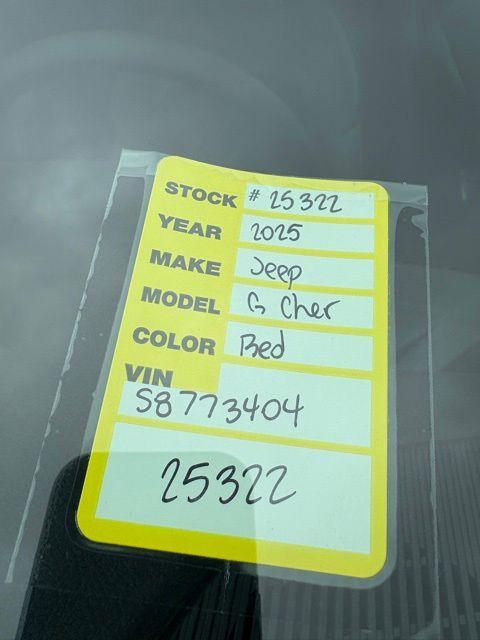 STOCK # 25322
YEAR 2025
MAKE Jeep
MODEL G Cher
COLOR Red
VIN
S8773404
25322